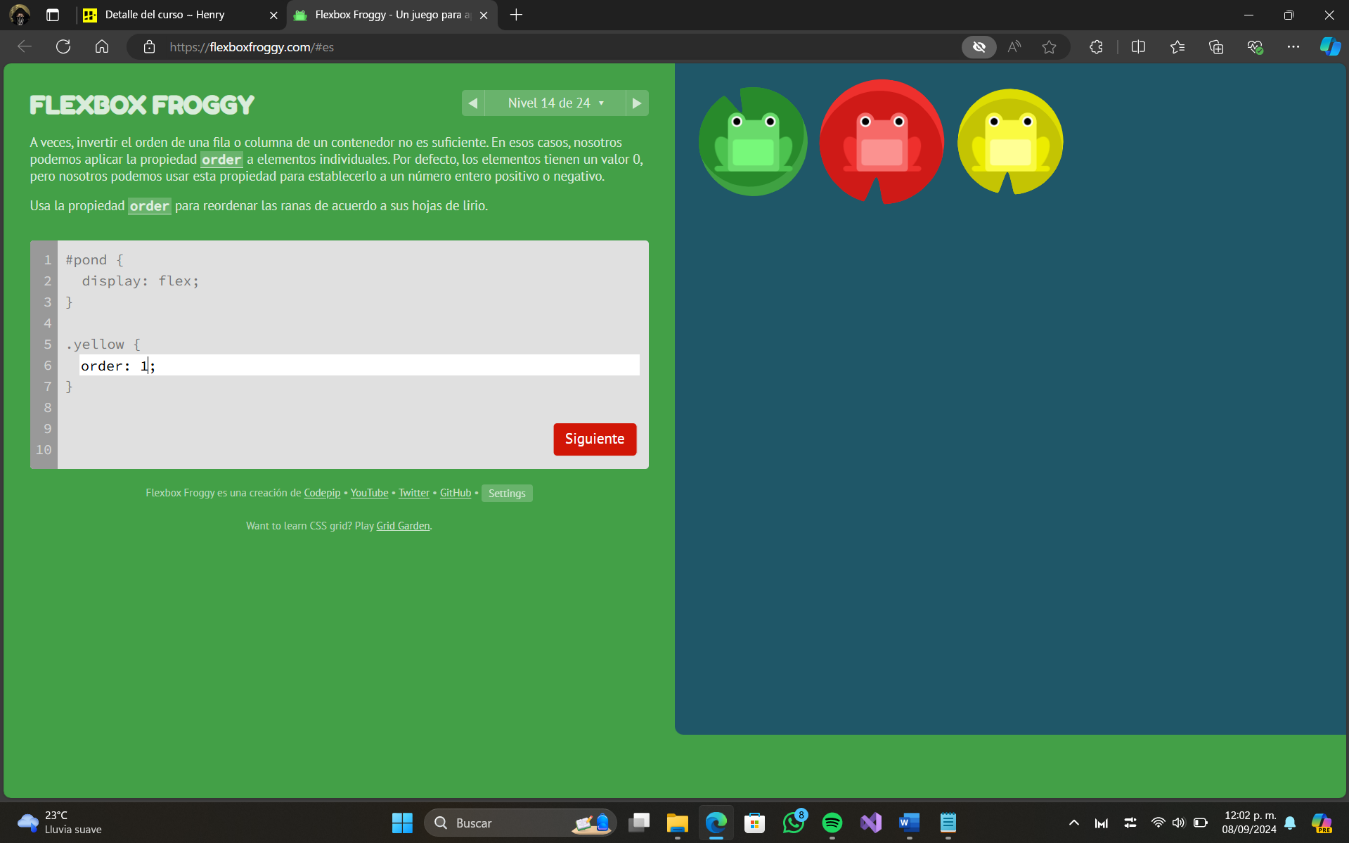 Detalle del curso – Henry
Flexbox Froggy - Un juego para a
https://flexboxfroggy.com/#es
FLEXBOX FROGGY
Nivel 14 de 24
A veces, invertir el orden de una fila o columna de un contenedor no es suficiente. En esos casos, nosotros
podemos aplicar la propiedad order a elementos individuales. Por defecto, los elementos tienen un valor 0,
pero nosotros podemos usar esta propiedad para establecerlo a un número entero positivo o negativo.
Usa la propiedad order para reordenar las ranas de acuerdo a sus hojas de lirio.
1 #pond {
2 display: flex;
3 }
4
5 .yellow {
6 order: 1;
7 }
8
9
10
Siguiente
Flexbox Froggy es una creación de Codepip • YouTube • Twitter • GitHub • Settings
Want to learn CSS grid? Play Grid Garden.
23°C
Lluvia suave
Buscar
8
12:02 p. m.
08/09/2024
PRE